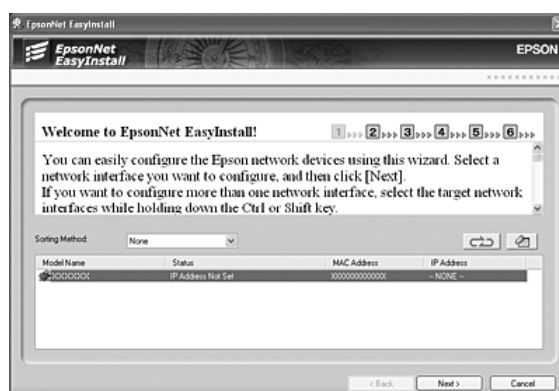 EpsonNet EasyInstall
EpsonNet
EasyInstall
EPSON
Welcome to EpsonNet EasyInstall!
1 2 3 4 5 6
You can easily configure the Epson network devices using this wizard. Select a
network interface you want to configure, and then click [Next].
If you want to configure more than one network interface, select the target network
interfaces while holding down the Ctrl or Shift key.
Sorting Method: None
Model Name Status MAC Address IP Address
XXXXXXX IP Address Not Set XXXXXXXXXXXX -- NONE --
< Back Next > Cancel